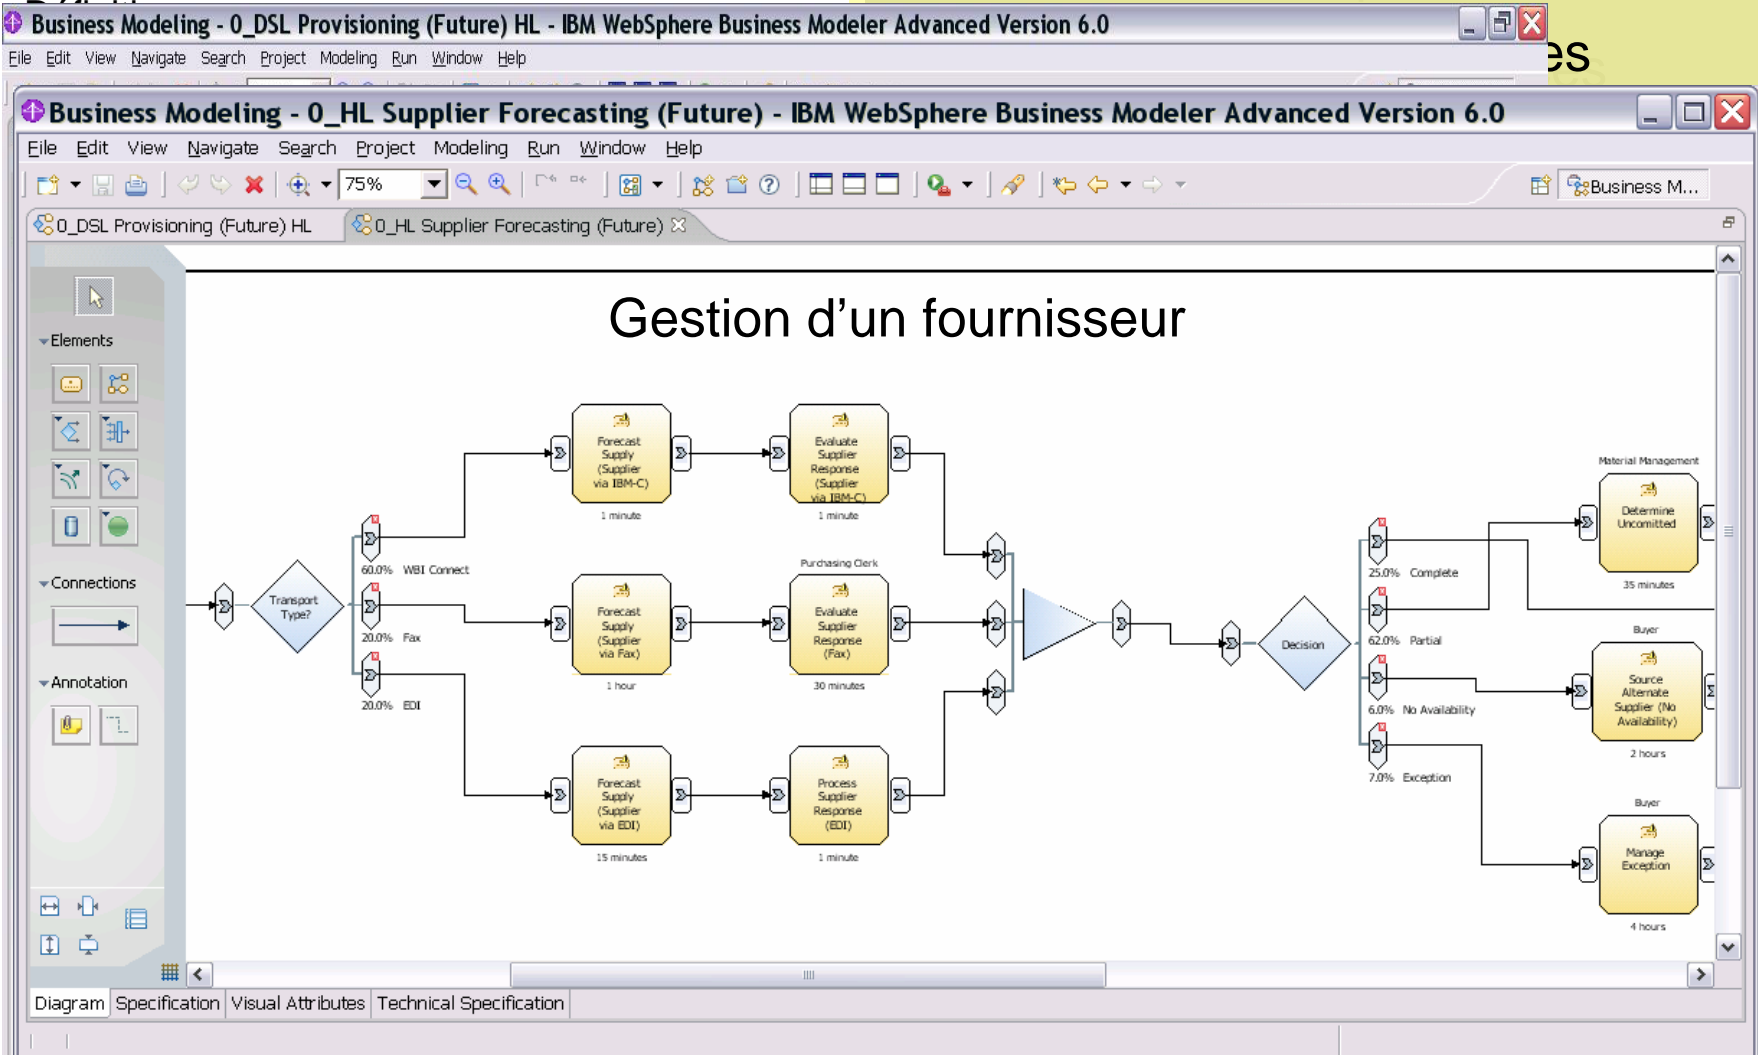 Business Modeling - 0_DSL Provisioning (Future) HL - IBM WebSphere Business Modeler Advanced Version 6.0
es
File Edit View Navigate Search Project Modeling Run Window Help
Business Modeling - 0_HL Supplier Forecasting (Future) - IBM WebSphere Business Modeler Advanced Version 6.0
File Edit View Navigate Search Project Modeling Run Window Help
75%
Business M...
0_DSL Provisioning (Future) HL
0_HL Supplier Forecasting (Future)
Elements
Connections
Annotation
Gestion d’un fournisseur
Transport
Type?
60.0% WBI Connect
20.0% Fax
20.0% EDI
Forecast
Supply
(Supplier
via IBM-C)
1 minute
Evaluate
Supplier
Response
(Supplier
via IBM-C)
1 minute
Forecast
Supply
(Supplier
via Fax)
1 hour
Purchasing Clerk
Evaluate
Supplier
Response
(Fax)
30 minutes
Forecast
Supply
(Supplier
via EDI)
15 minutes
Process
Supplier
Response
(EDI)
1 minute
Decision
25.0% Complete
62.0% Partial
6.0% No Availability
7.0% Exception
Material Management
Determine
Uncomitted
35 minutes
Buyer
Source
Alternate
Supplier (No
Availability)
2 hours
Buyer
Manage
Exception
4 hours
Diagram Specification Visual Attributes Technical Specification